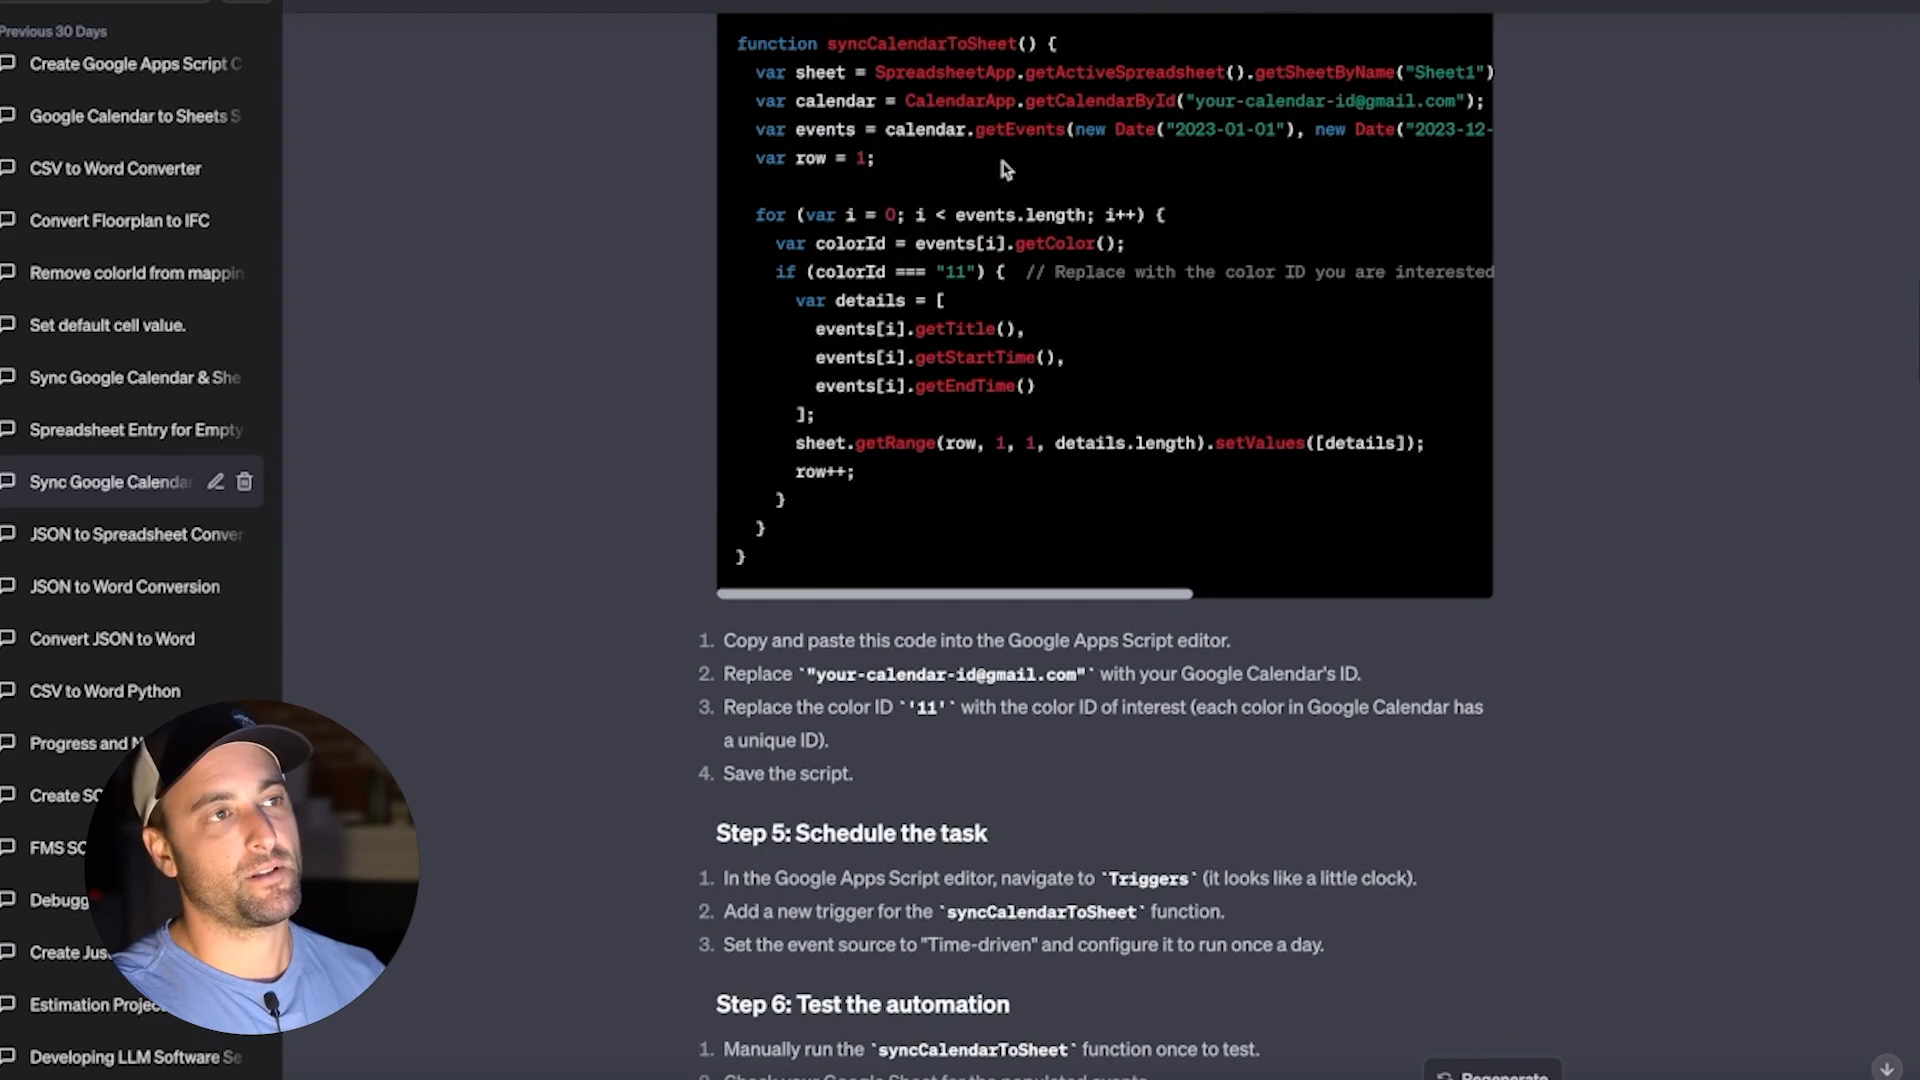 Previous 30 Days
Create Google Apps Script C
Google Calendar to Sheets S
CSV to Word Converter
Convert Floorplan to IFC
Remove colorId from mappin
Set default cell value.
Sync Google Calendar & She
Spreadsheet Entry for Empty
Sync Google Calendar
JSON to Spreadsheet Conver
JSON to Word Conversion
Convert JSON to Word
CSV to Word Python
Progress and N
Create SC
FMS SC
Debugg
Create Jus
Estimation Projec
Developing LLM Software Se
function syncCalendarToSheet() {
var sheet = SpreadsheetApp.getActiveSpreadsheet().getSheetByName("Sheet1")
var calendar = CalendarApp.getCalendarById("your-calendar-id@gmail.com");
var events = calendar.getEvents(new Date("2023-01-01"), new Date("2023-12-
var row = 1;
for (var i = 0; i < events.length; i++) {
var colorId = events[i].getColor();
if (colorId === "11") { // Replace with the color ID you are interested
var details = [
events[i].getTitle(),
events[i].getStartTime(),
events[i].getEndTime()
];
sheet.getRange(row, 1, 1, details.length).setValues([details]);
row++;
}
}
}
1. Copy and paste this code into the Google Apps Script editor.
2. Replace `"your-calendar-id@gmail.com"` with your Google Calendar's ID.
3. Replace the color ID `'11'` with the color ID of interest (each color in Google Calendar has
a unique ID).
4. Save the script.
Step 5: Schedule the task
1. In the Google Apps Script editor, navigate to `Triggers` (it looks like a little clock).
2. Add a new trigger for the `syncCalendarToSheet` function.
3. Set the event source to "Time-driven" and configure it to run once a day.
Step 6: Test the automation
1. Manually run the `syncCalendarToSheet` function once to test.
2. Check your Google Sheet for the populated events.
Regenerate